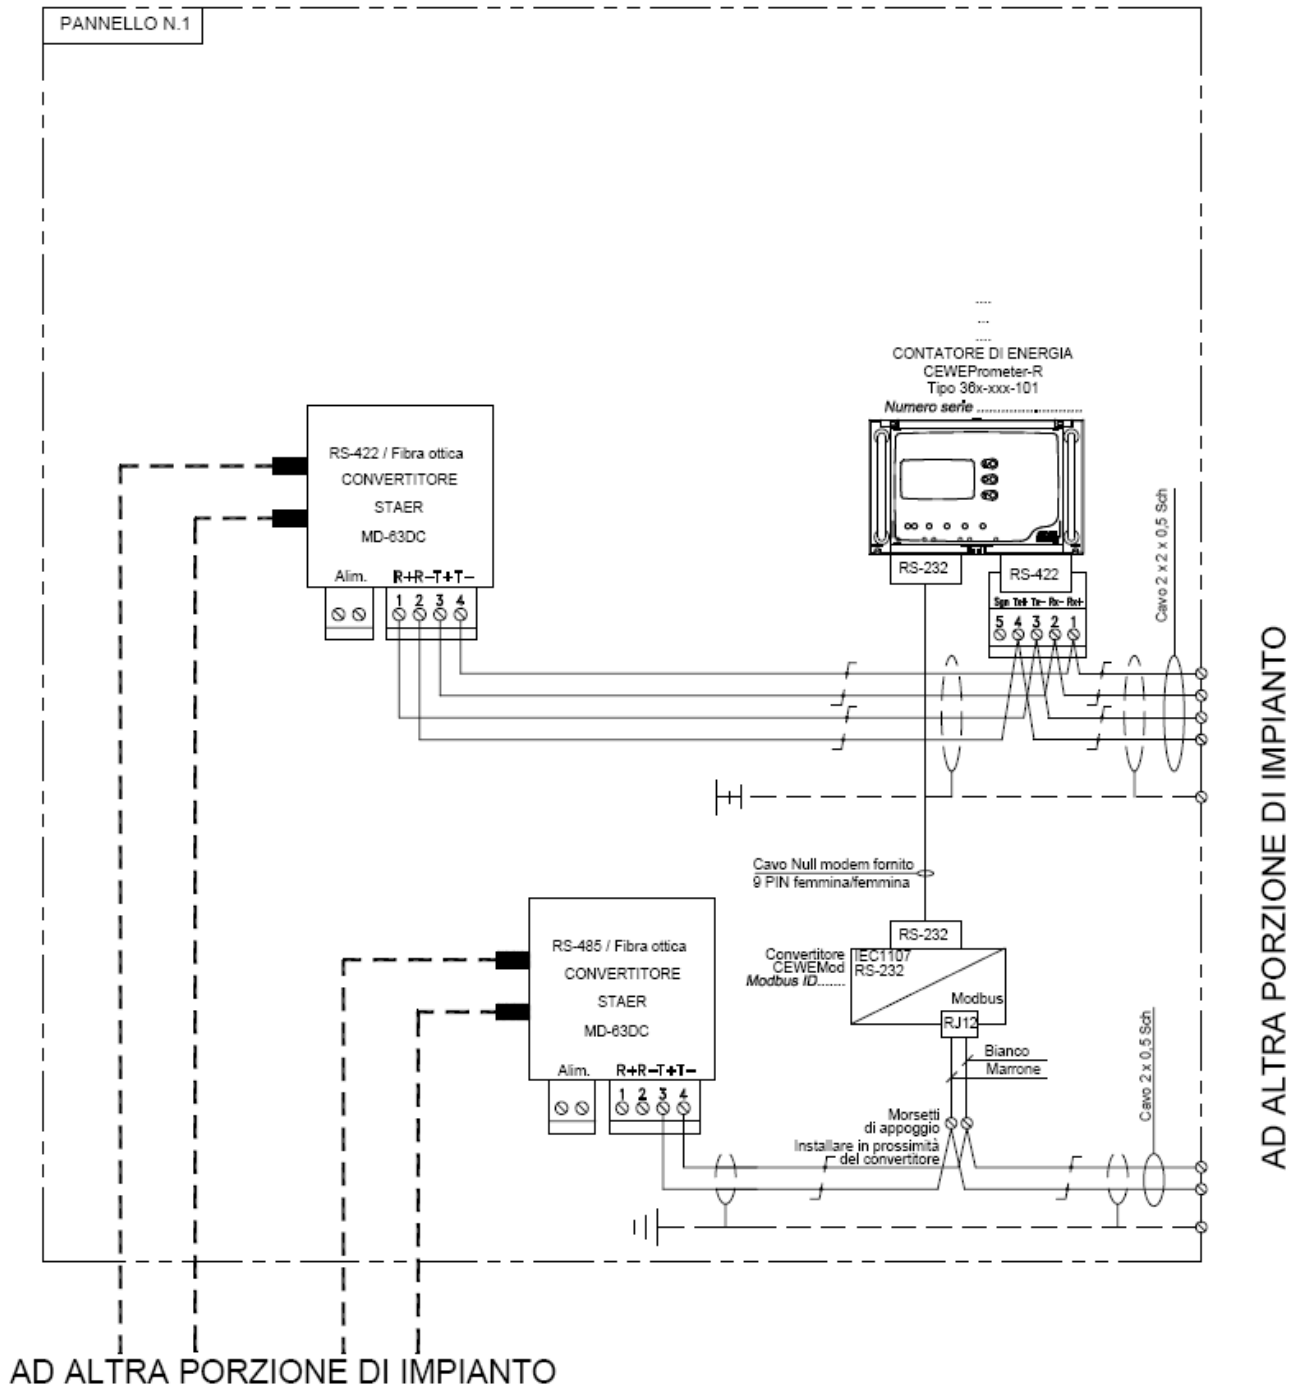 PANNELLO N.1
....
...
....
CONTATORE DI ENERGIA
CEWEPrometer-R
Tipo 36x-xxx-101
Numero serie ................................
RS-422 / Fibra ottica
CONVERTITORE
STAER
MD-63DC
Alim.
R+R-T+T-
1 2 3 4
RS-232
RS-422
Sgn Tx+ Tx- Rx- Rx+
5 4 3 2 1
Cavo 2 x 2 x 0,5 Sch
AD ALTRA PORZIONE DI IMPIANTO
Cavo Null modem fornito
9 PIN femmina/femmina
RS-485 / Fibra ottica
CONVERTITORE
STAER
MD-63DC
Alim.
R+R-T+T-
1 2 3 4
RS-232
Convertitore
CEWEMod
Modbus ID.......
IEC1107
RS-232
Modbus
RJ12
Bianco
Marrone
Morsetti
di appoggio
Installare in prossimità
del convertitore
Cavo 2 x 0,5 Sch
AD ALTRA PORZIONE DI IMPIANTO